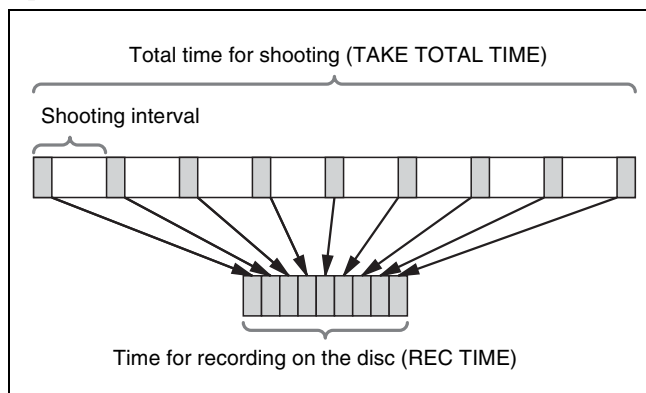 Total time for shooting (TAKE TOTAL TIME)
Shooting interval
Time for recording on the disc (REC TIME)